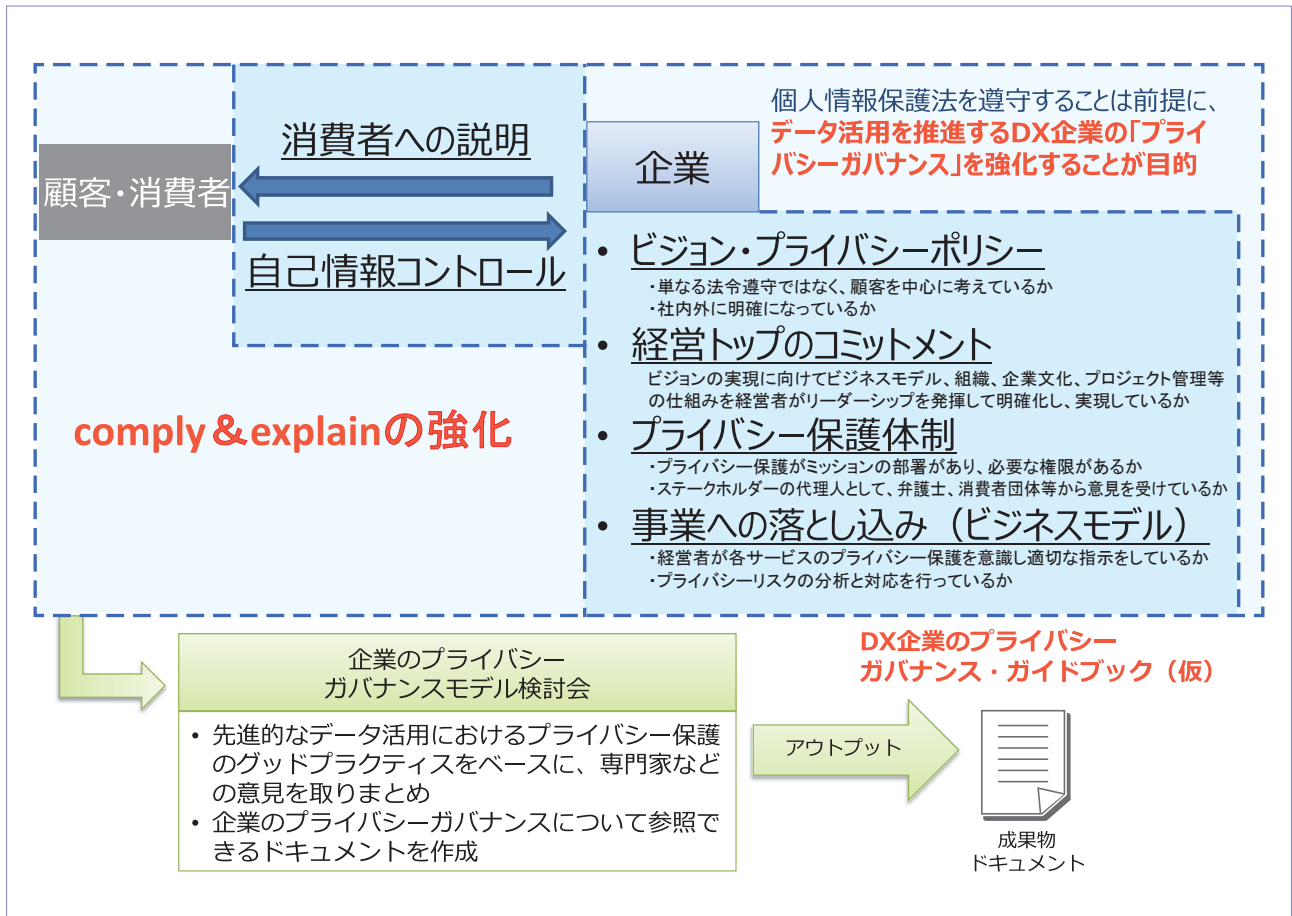 個人情報保護法を遵守することは前提に、
データ活用を推進するDX企業の「プライ
バシーガバナンス」を強化することが目的
消費者への説明
企業
顧客・消費者
自己情報コントロール
• ビジョン・プライバシーポリシー
・単なる法令遵守ではなく、顧客を中心に考えているか
・社内外に明確になっているか
• 経営トップのコミットメント
ビジョンの実現に向けてビジネスモデル、組織、企業文化、プロジェクト管理等
の仕組みを経営者がリーダーシップを発揮して明確化し、実現しているか
• プライバシー保護体制
・プライバシー保護がミッションの部署があり、必要な権限があるか
・ステークホルダーの代理人として、弁護士、消費者団体等から意見を受けているか
• 事業への落とし込み（ビジネスモデル）
・経営者が各サービスのプライバシー保護を意識し適切な指示をしているか
・プライバシーリスクの分析と対応を行っているか
comply＆explainの強化
企業のプライバシー
ガバナンスモデル検討会
• 先進的なデータ活用におけるプライバシー保護
のグッドプラクティスをベースに、専門家など
の意見を取りまとめ
• 企業のプライバシーガバナンスについて参照で
きるドキュメントを作成
アウトプット
DX企業のプライバシー
ガバナンス・ガイドブック（仮）
成果物
ドキュメント